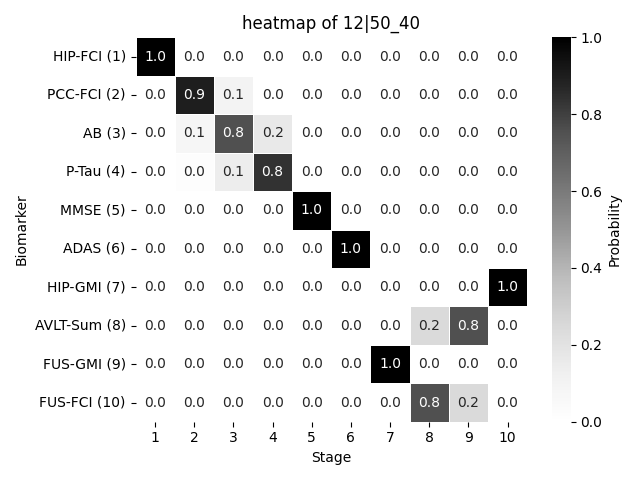 heatmap of 12|50_40
HIP-FCI (1) 1.0 0.0 0.0 0.0 0.0 0.0 0.0 0.0 0.0 0.0
PCC-FCI (2) 0.0 0.9 0.1 0.0 0.0 0.0 0.0 0.0 0.0 0.0
AB (3) 0.0 0.1 0.8 0.2 0.0 0.0 0.0 0.0 0.0 0.0
P-Tau (4) 0.0 0.0 0.1 0.8 0.0 0.0 0.0 0.0 0.0 0.0
MMSE (5) 0.0 0.0 0.0 0.0 1.0 0.0 0.0 0.0 0.0 0.0
ADAS (6) 0.0 0.0 0.0 0.0 0.0 1.0 0.0 0.0 0.0 0.0
HIP-GMI (7) 0.0 0.0 0.0 0.0 0.0 0.0 0.0 0.0 0.0 1.0
AVLT-Sum (8) 0.0 0.0 0.0 0.0 0.0 0.0 0.0 0.2 0.8 0.0
FUS-GMI (9) 0.0 0.0 0.0 0.0 0.0 0.0 1.0 0.0 0.0 0.0
FUS-FCI (10) 0.0 0.0 0.0 0.0 0.0 0.0 0.0 0.8 0.2 0.0
1 2 3 4 5 6 7 8 9 10
Stage
Biomarker
1.0
0.8
0.6
0.4
0.2
0.0
Probability